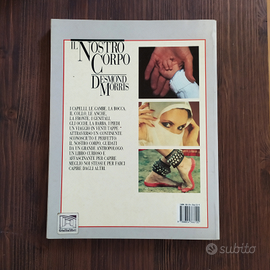 IL NOSTRO
CORPO
DESMOND
MORRIS
I CAPELLI, LE GAMBE, LA BOCCA,
IL COLLO, LE ANCHE,
LA FRONTE, I GENITALI,
GLI OCCHI, LA BARBA, I PIEDI:
UN VIAGGIO IN VENTI TAPPE
ATTRAVERSO UN CONTINENTE
SCONOSCIUTO E PERFETTO:
IL NOSTRO CORPO. GUIDATI
DA UN GRANDE ANTROPOLOGO.
UN LIBRO CURIOSO E
AFFASCINANTE PER CAPIRE
MEGLIO NOI STESSI E PER FARCI
CAPIRE DAGLI ALTRI.
subito